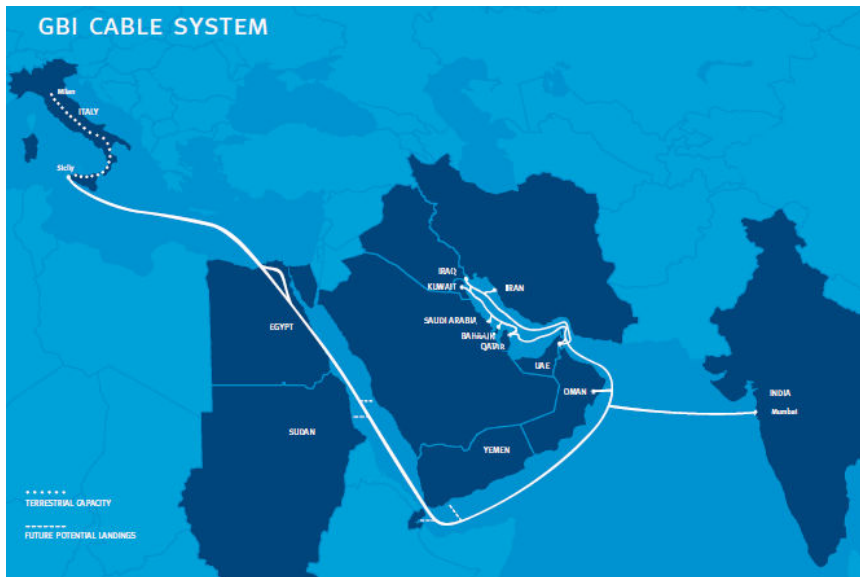 GBI CABLE SYSTEM
Milan
ITALY
Sicily
IRAQ
KUWAIT
IRAN
SAUDI ARABIA
BAHRAIN
QATAR
EGYPT
UAE
OMAN
INDIA
Mumbai
SUDAN
YEMEN
TERRESTRIAL CAPACITY
FUTURE POTENTIAL LANDINGS